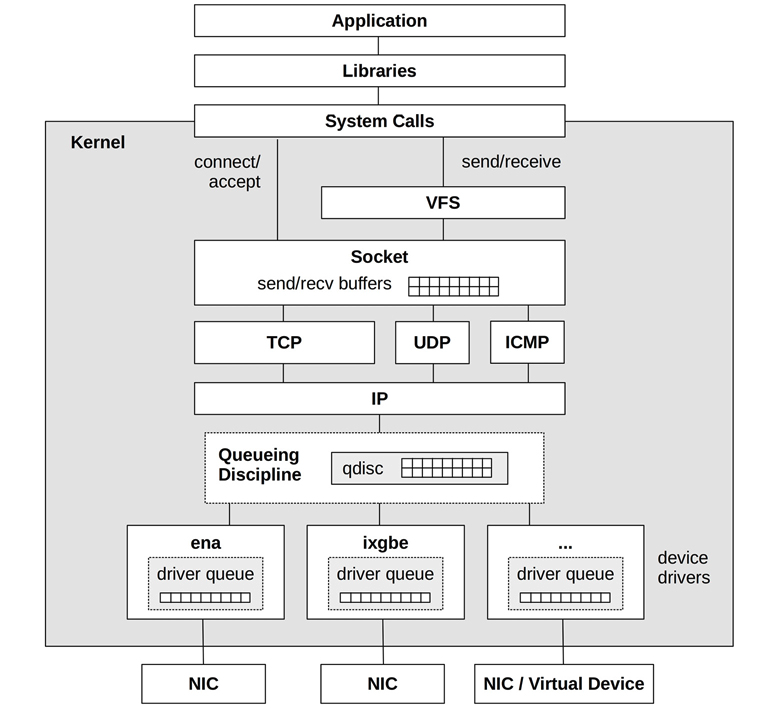 Application
Libraries
System Calls
Kernel
connect/
accept
send/receive
VFS
Socket
send/recv buffers
TCP
UDP
ICMP
IP
Queueing
Discipline
qdisc
ena
driver queue
ixgbe
driver queue
...
driver queue
device
drivers
NIC
NIC
NIC / Virtual Device